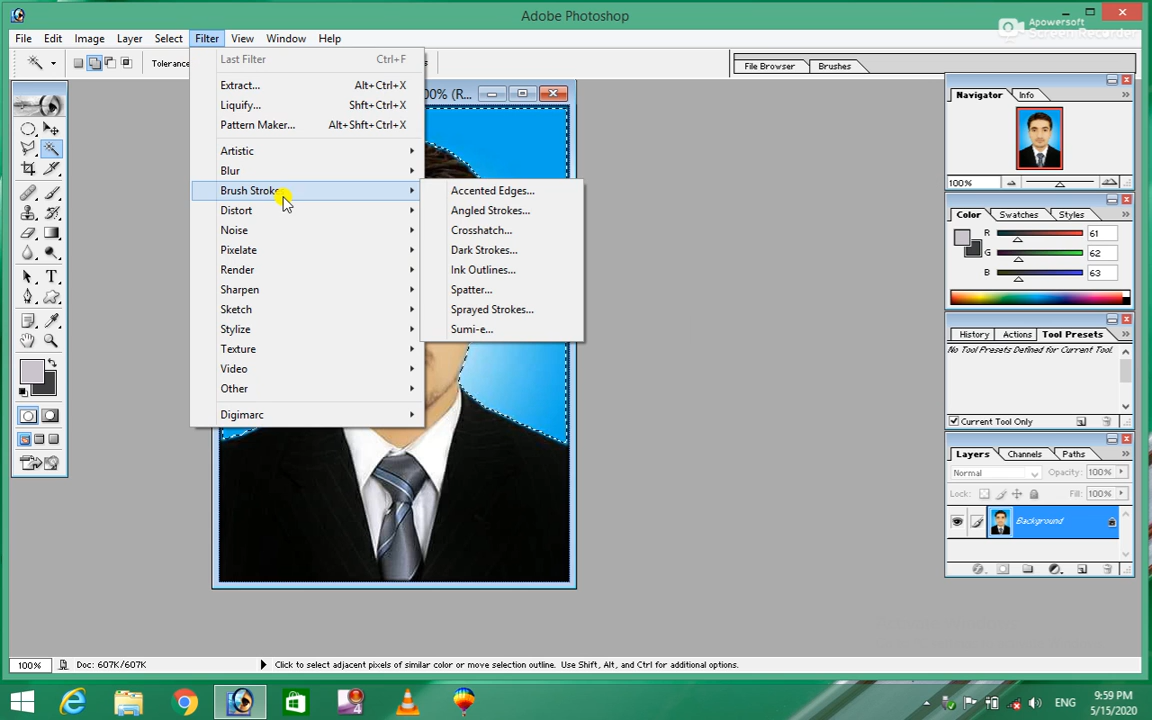 Adobe Photoshop
Apowersoft
Screen Recorder
File Edit Image Layer Select Filter View Window Help
Tolerance
File Browser Brushes
Last Filter Ctrl+F
Extract... Alt+Ctrl+X
Liquify... Shft+Ctrl+X
Pattern Maker... Alt+Shft+Ctrl+X
Artistic
Blur
Brush Stroke
Distort
Noise
Pixelate
Render
Sharpen
Sketch
Stylize
Texture
Video
Other
Digimarc
Accented Edges...
Angled Strokes...
Crosshatch...
Dark Strokes...
Ink Outlines...
Spatter...
Sprayed Strokes...
Sumi-e...
00% (R...
Navigator Info
100%
Color Swatches Styles
R 61
G 62
B 63
History Actions Tool Presets
No Tool Presets Defined for Current Tool.
Current Tool Only
Layers Channels Paths
Normal Opacity: 100%
Lock: Fill: 100%
Background
100% Doc: 607K/607K Click to select adjacent pixels of similar color or move selection outline. Use Shift, Alt, and Ctrl for additional options.
4
ENG
9:59 PM
5/15/2020